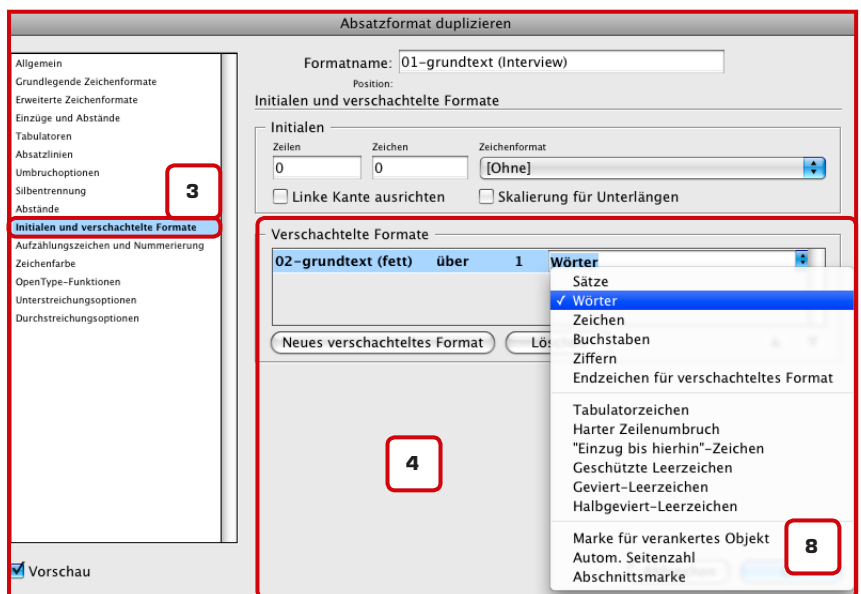 Absatzformat duplizieren
Allgemein
Grundlegende Zeichenformate
Erweiterte Zeichenformate
Einzüge und Abstände
Tabulatoren
Absatzlinien
Umbruchoptionen
Silbentrennung
Abstände
Initialen und verschachtelte Formate
Aufzählungszeichen und Nummerierung
Zeichenfarbe
OpenType-Funktionen
Unterstreichungsoptionen
Durchstreichungsoptionen
3
Vorschau
Formatname: 01-grundtext (Interview)
Position:
Initialen und verschachtelte Formate
Initialen
Zeilen Zeichen Zeichenformat
0 0 [Ohne]
Linke Kante ausrichten Skalierung für Unterlängen
Verschachtelte Formate
02-grundtext (fett) über 1 Wörter
Neues verschachteltes Format
4
Sätze
✓ Wörter
Zeichen
Buchstaben
Ziffern
Endzeichen für verschachteltes Format
Tabulatorzeichen
Harter Zeilenumbruch
"Einzug bis hierhin"-Zeichen
Geschützte Leerzeichen
Geviert-Leerzeichen
Halbgeviert-Leerzeichen
Marke für verankertes Objekt
Autom. Seitenzahl
Abschnittsmarke
8